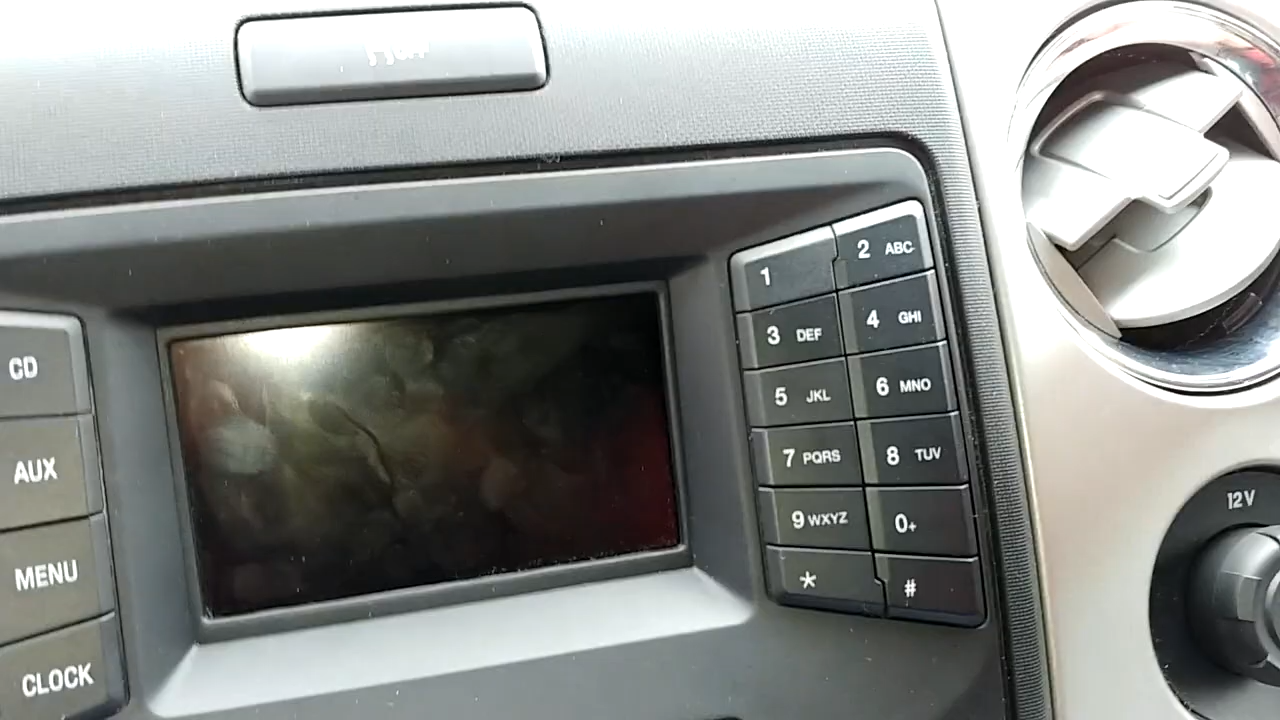 CD
AUX
MENU
CLOCK
1
2 ABC
3 DEF
4 GHI
5 JKL
6 MNO
7 PQRS
8 TUV
9 WXYZ
0+
*
#
12V